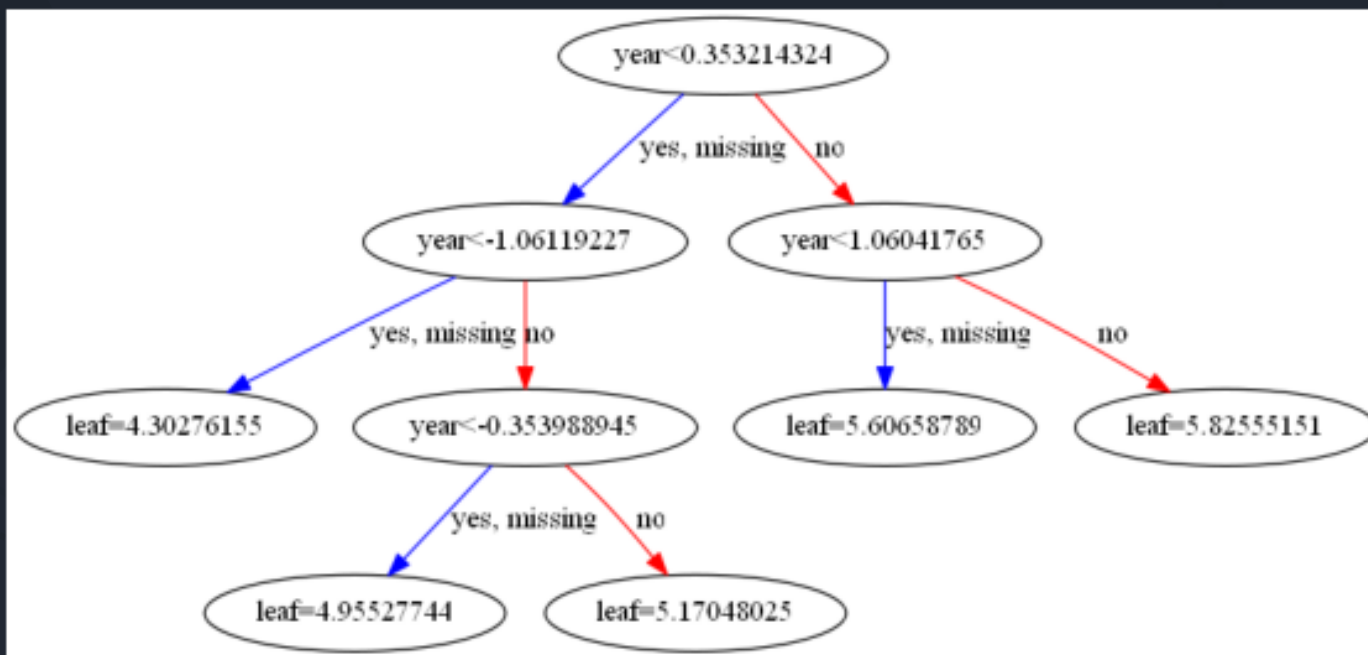 year<0.353214324
yes, missing
no
year<-1.06119227
year<1.06041765
yes, missing
no
yes, missing
no
leaf=4.30276155
year<-0.353988945
leaf=5.60658789
leaf=5.82555151
yes, missing
no
leaf=4.95527744
leaf=5.17048025